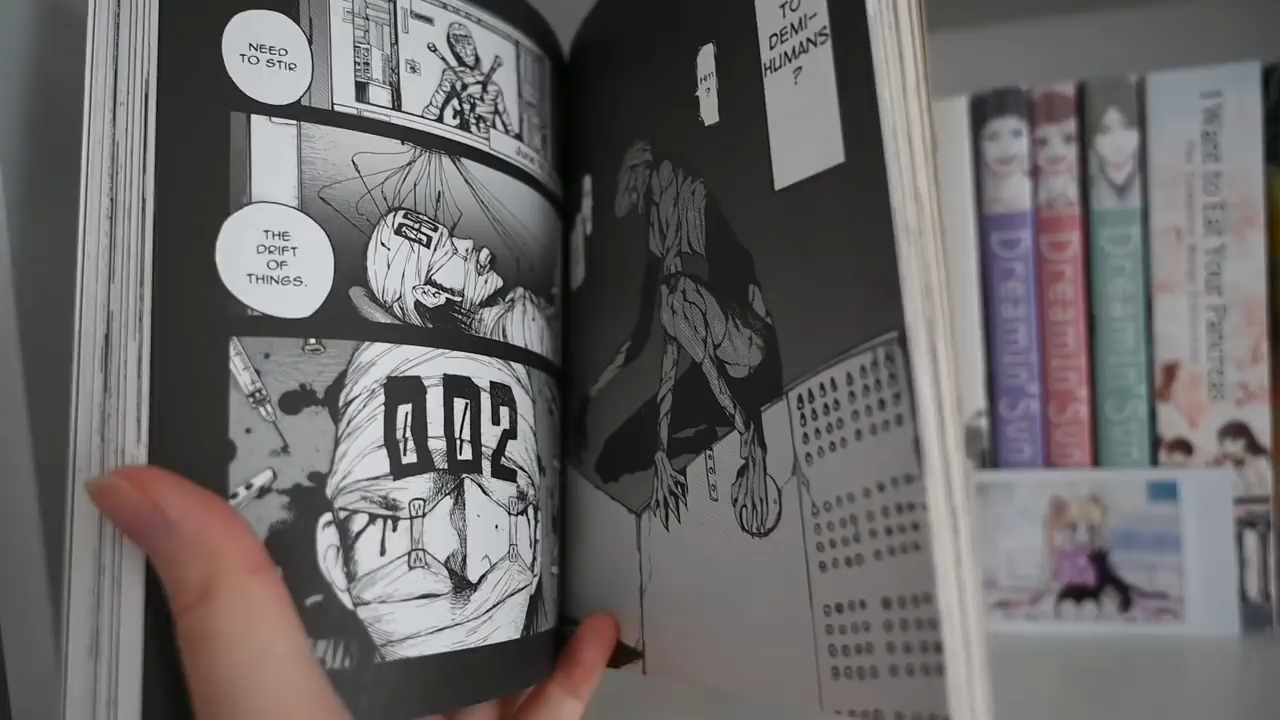 NEED
TO STIR
June
THE
DRIFT
OF
THINGS.
002
TO
DEMI-
HUMANS
?
HM
?
Dreamin' Sun
Dreamin' Sun
Dreamin' Sun
I Want to Eat Your Pancreas